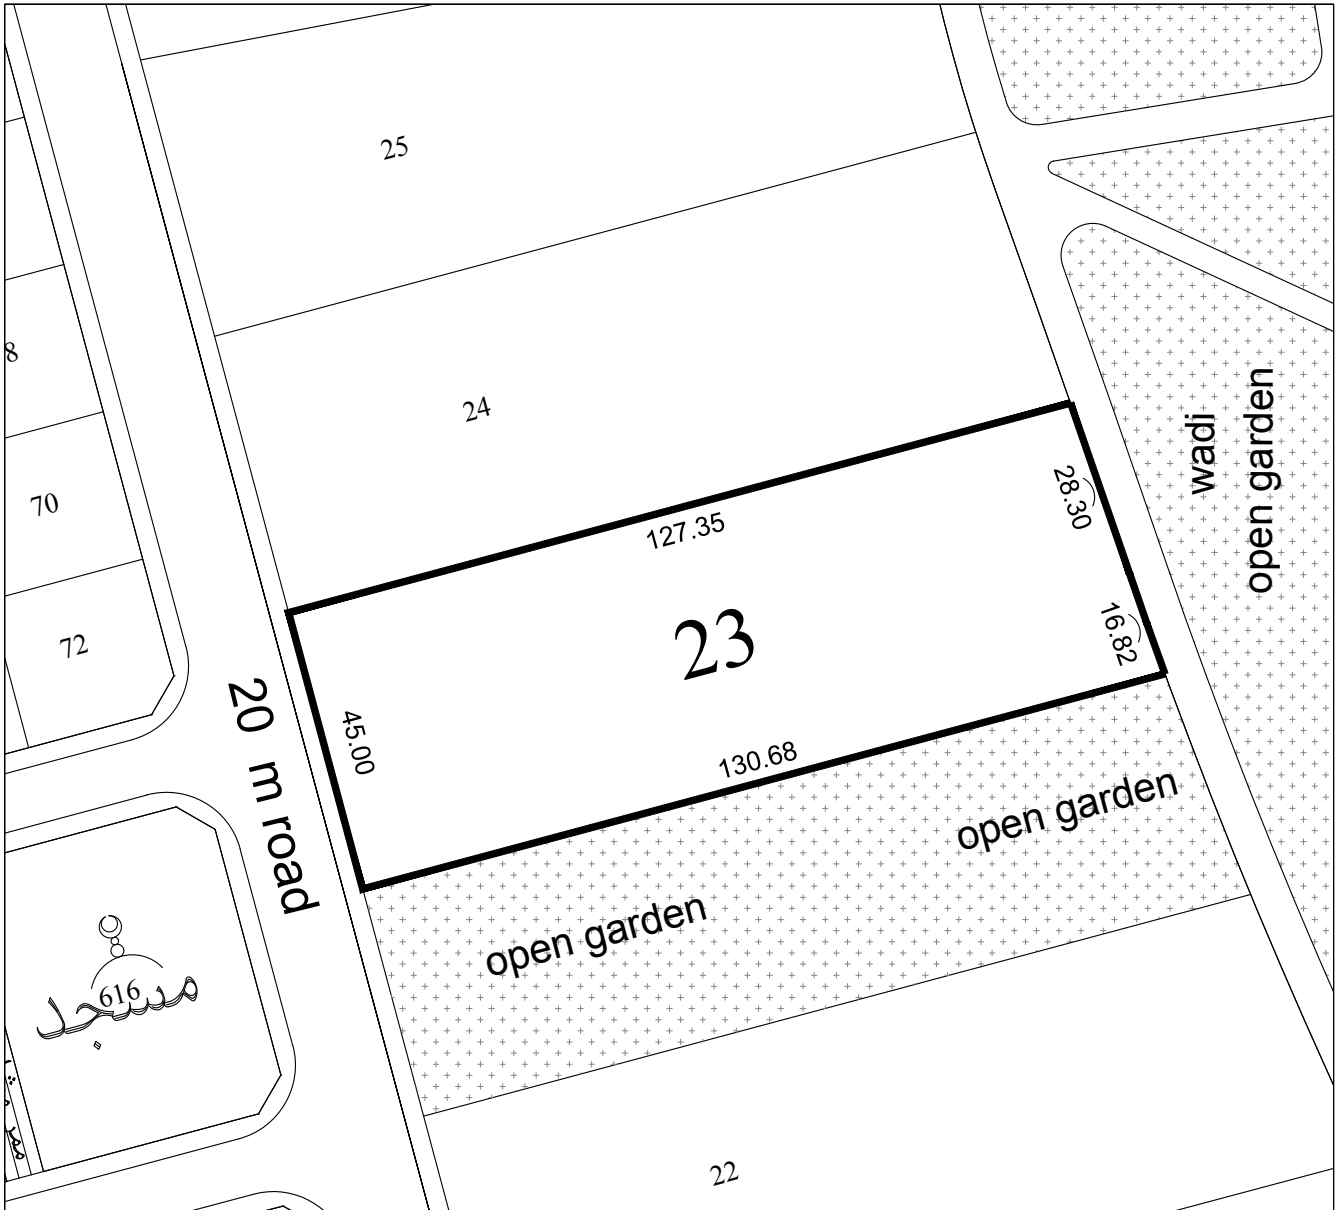 25
24
8
70
72
127.35
28.30
16.82
23
45.00
130.68
20 m road
wadi
open garden
open garden
open garden
616
مسجد
22